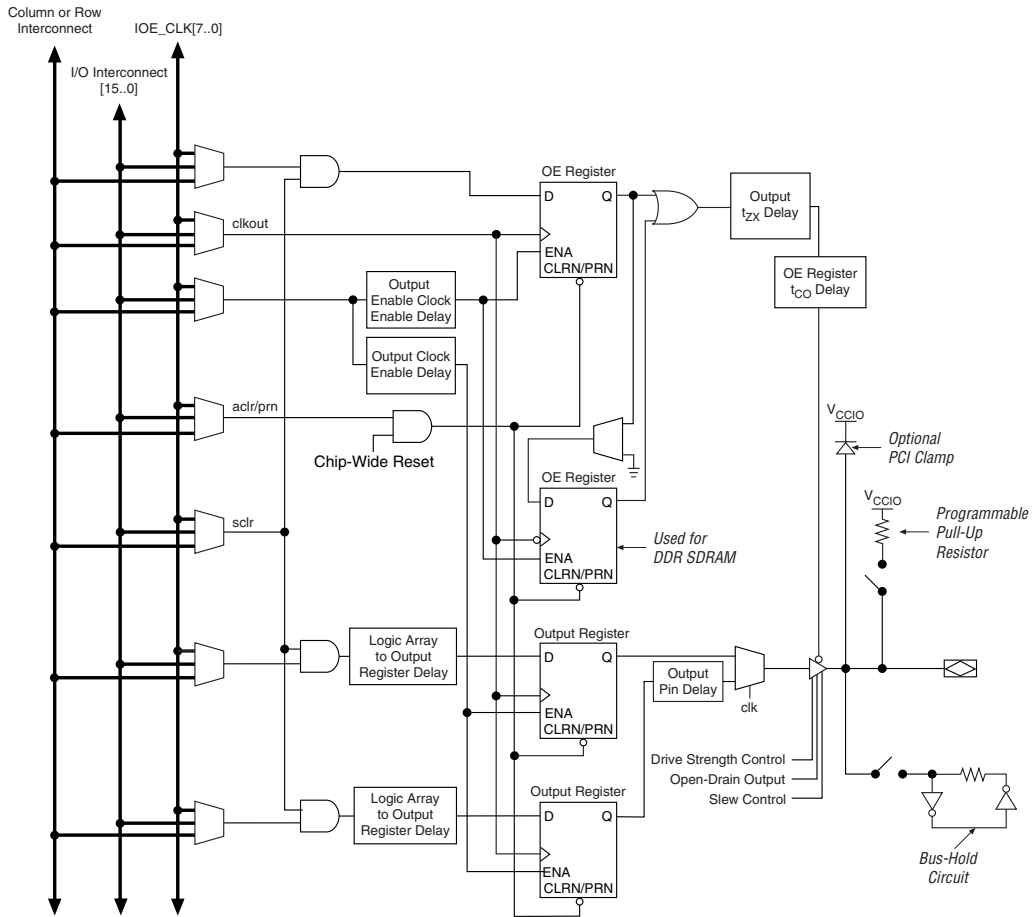 Column or Row
Interconnect
IOE_CLK[7..0]
I/O Interconnect
[15..0]
OE Register
D
Q
ENA
CLRN/PRN
Output
tZX Delay
clkout
OE Register
tCO Delay
Output
Enable Clock
Enable Delay
Output Clock
Enable Delay
aclr/prn
Chip-Wide Reset
VCCIO
Optional
PCI Clamp
OE Register
D
Q
ENA
CLRN/PRN
Used for
DDR SDRAM
VCCIO
Programmable
Pull-Up
Resistor
sclr
Logic Array
to Output
Register Delay
Output Register
D
Q
ENA
CLRN/PRN
Output
Pin Delay
clk
Drive Strength Control
Open-Drain Output
Slew Control
Logic Array
to Output
Register Delay
Output Register
D
Q
ENA
CLRN/PRN
Bus-Hold
Circuit